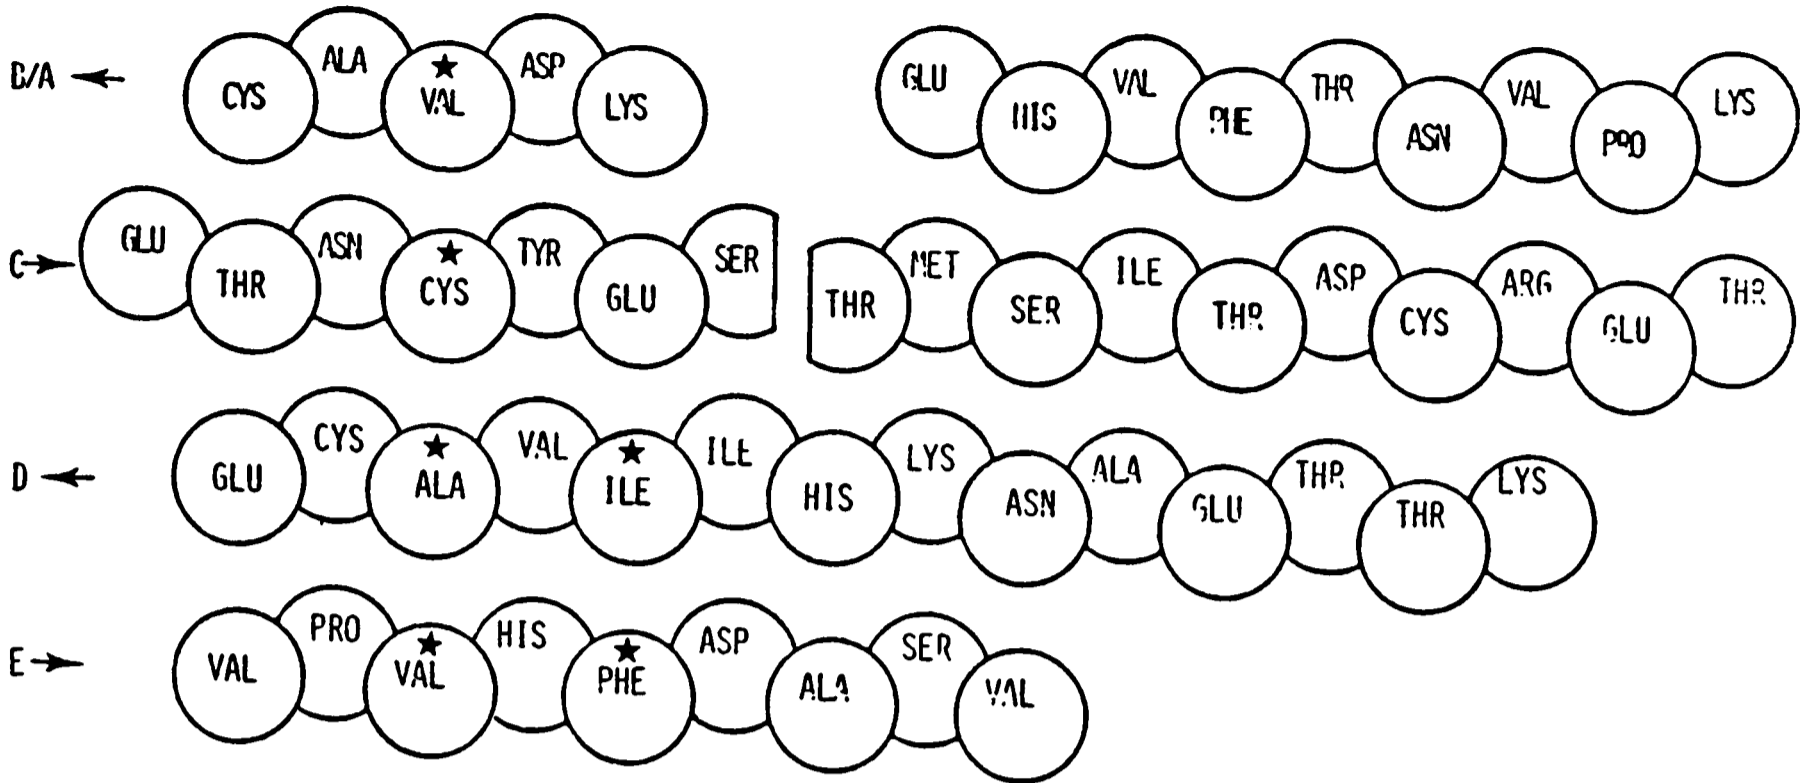 B/A ← CYS ALA ★ VAL ASP LYS GLU HIS VAL PHE THR ASN VAL PRO LYS
C → GLU THR ASN ★ CYS TYR GLU SER THR MET SER ILE THR ASP CYS ARG GLU THR
D ← GLU CYS ★ ALA VAL ★ ILE ILE HIS LYS ASN ALA GLU THR THR LYS
E → VAL PRO ★ VAL HIS ★ PHE ASP ALA SER VAL